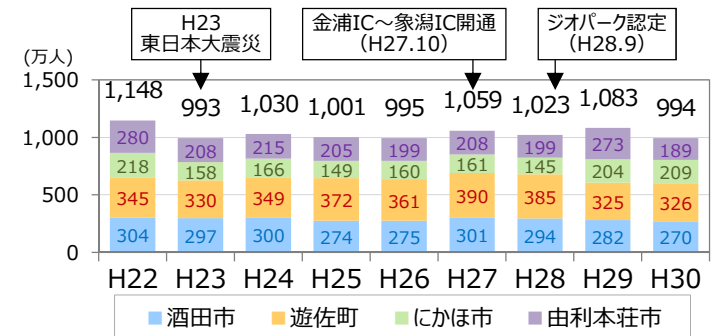 H23
東日本大震災
金浦IC～象潟IC開通
（H27.10）
ジオパーク認定
（H28.9）
(万人)
1,500
1,000
500
0
1,148 993 1,030 1,001 995 1,059 1,023 1,083 994
280 208 215 205 199 208 199 273 189
218 158 166 149 160 161 145 204 209
345 330 349 372 361 390 385 325 326
304 297 300 274 275 301 294 282 270
H22 H23 H24 H25 H26 H27 H28 H29 H30
酒田市 遊佐町 にかほ市 由利本荘市